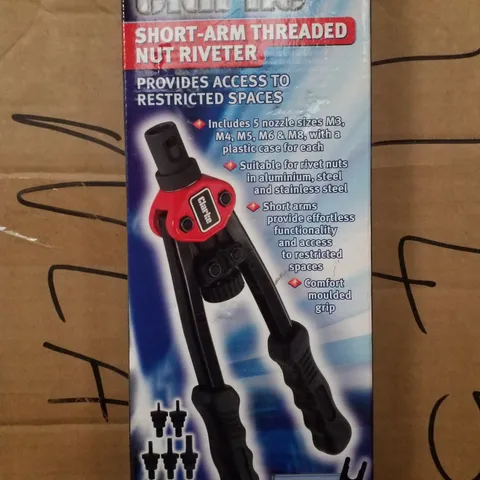 SHORT-ARM THREADED
NUT RIVETER
PROVIDES ACCESS TO
RESTRICTED SPACES
Includes 5 nozzle sizes M3,
M4, M5, M6 & M8, with a
plastic case for each
Suitable for rivet nuts
in aluminium, steel
and stainless steel
Short arms
provide effortless
functionality
and access
to restricted
spaces
Comfort
moulded
grip
Clarke